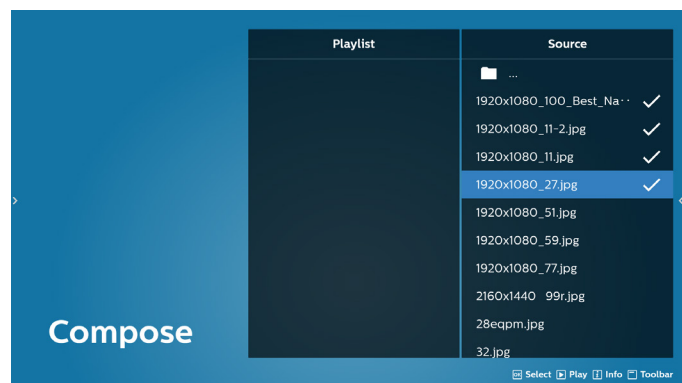 Playlist
Source
...
1920x1080_100_Best_Na··
1920x1080_11-2.jpg
1920x1080_11.jpg
1920x1080_27.jpg
1920x1080_51.jpg
1920x1080_59.jpg
1920x1080_77.jpg
2160x1440 99r.jpg
28eqpm.jpg
32.jpg
Compose
OK Select Play i Info Toolbar